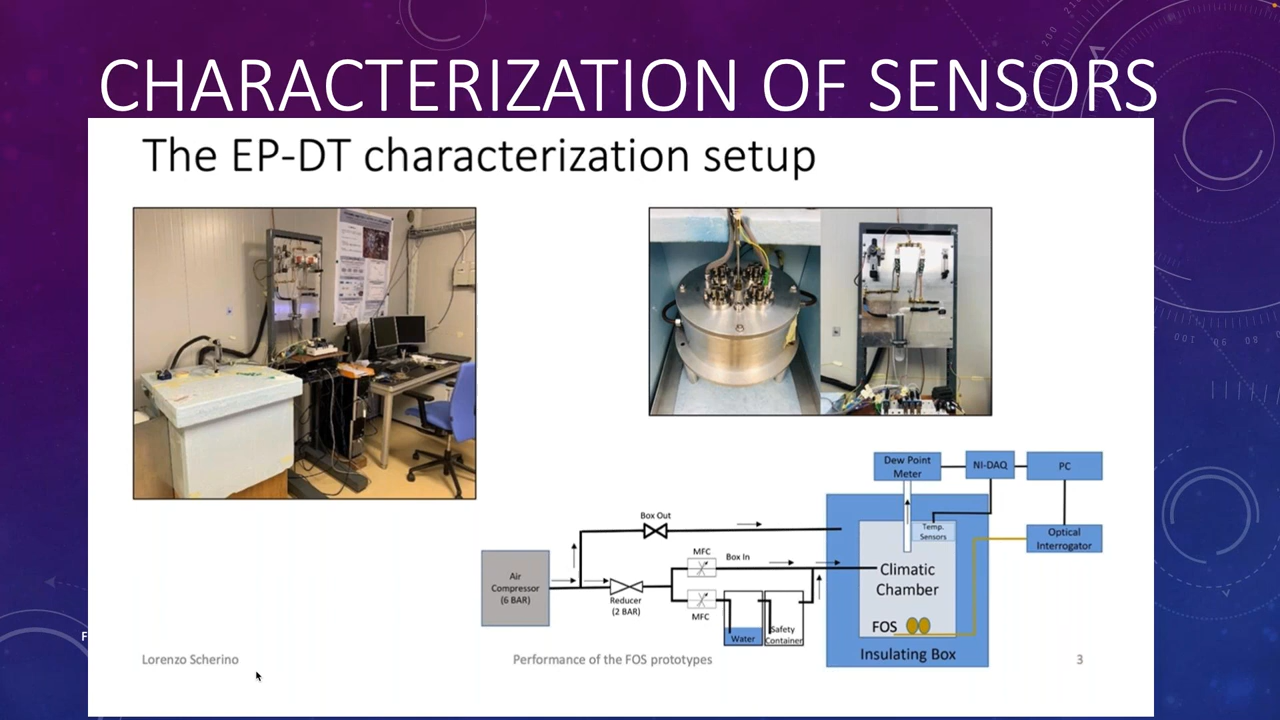 CHARACTERIZATION OF SENSORS
The EP-DT characterization setup
Dew Point
Meter
NI-DAQ
PC
Box Out
Temp.
Sensors
Optical
Interrogator
Air
Compressor
(6 BAR)
Reducer
(2 BAR)
MFC
Box In
MFC
Water
Safety
Container
Climatic
Chamber
FOS
Insulating Box
F
Lorenzo Scherino
Performance of the FOS prototypes
3